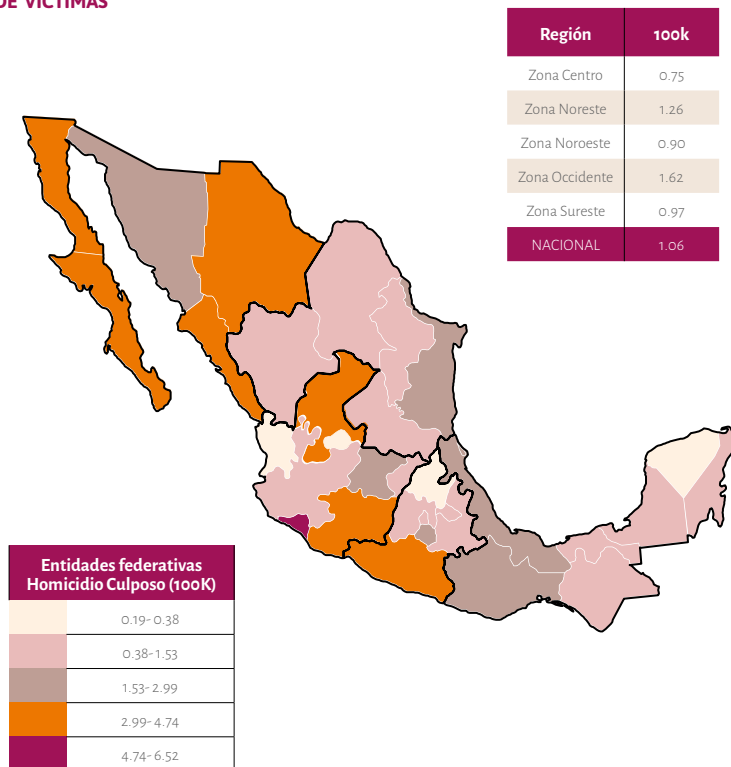 DE VÍCTIMAS
Región 100k
Zona Centro 0.75
Zona Noreste 1.26
Zona Noroeste 0.90
Zona Occidente 1.62
Zona Sureste 0.97
NACIONAL 1.06
Entidades federativas
Homicidio Culposo (100K)
0.19- 0.38
0.38-1.53
1.53- 2.99
2.99- 4.74
4.74- 6.52